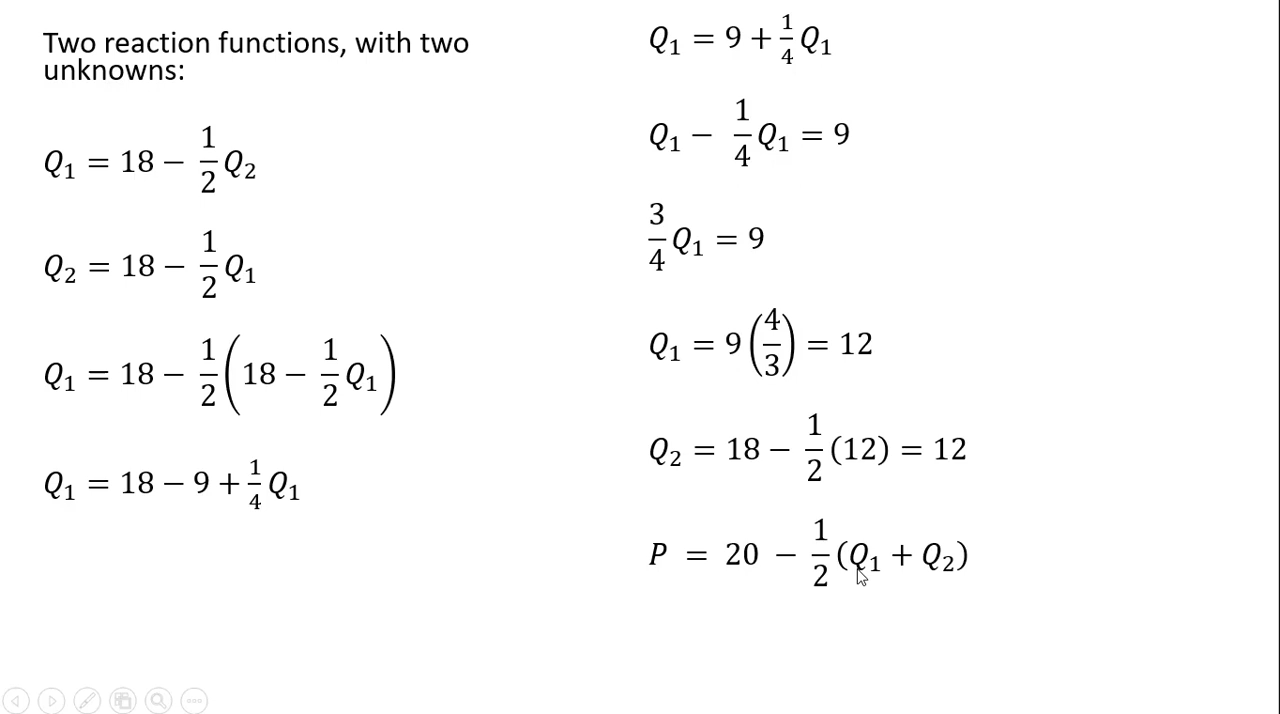 Two reaction functions, with two
unknowns:
Q₁ = 18 − 1/2 Q₂
Q₂ = 18 − 1/2 Q₁
Q₁ = 18 − 1/2 (18 − 1/2 Q₁)
Q₁ = 18 − 9 + 1/4 Q₁
Q₁ = 9 + 1/4 Q₁
Q₁ − 1/4 Q₁ = 9
3/4 Q₁ = 9
Q₁ = 9 (4/3) = 12
Q₂ = 18 − 1/2 (12) = 12
P = 20 − 1/2 (Q₁ + Q₂)